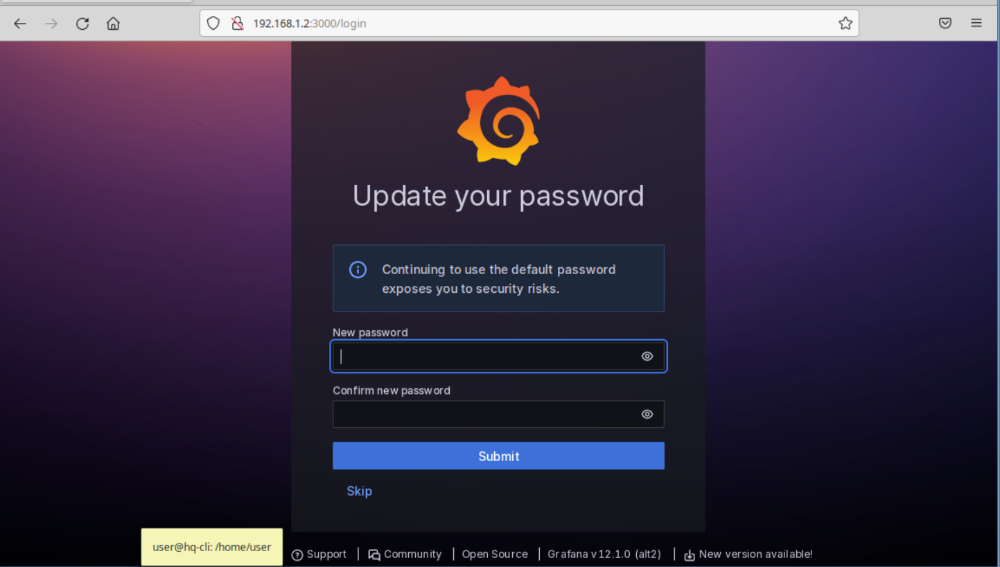 192.168.1.2:3000/login
Update your password
Continuing to use the default password
exposes you to security risks.
New password
Confirm new password
Submit
Skip
user@hq-cli: /home/user
Support | Community | Open Source | Grafana v12.1.0 (alt2) | New version available!